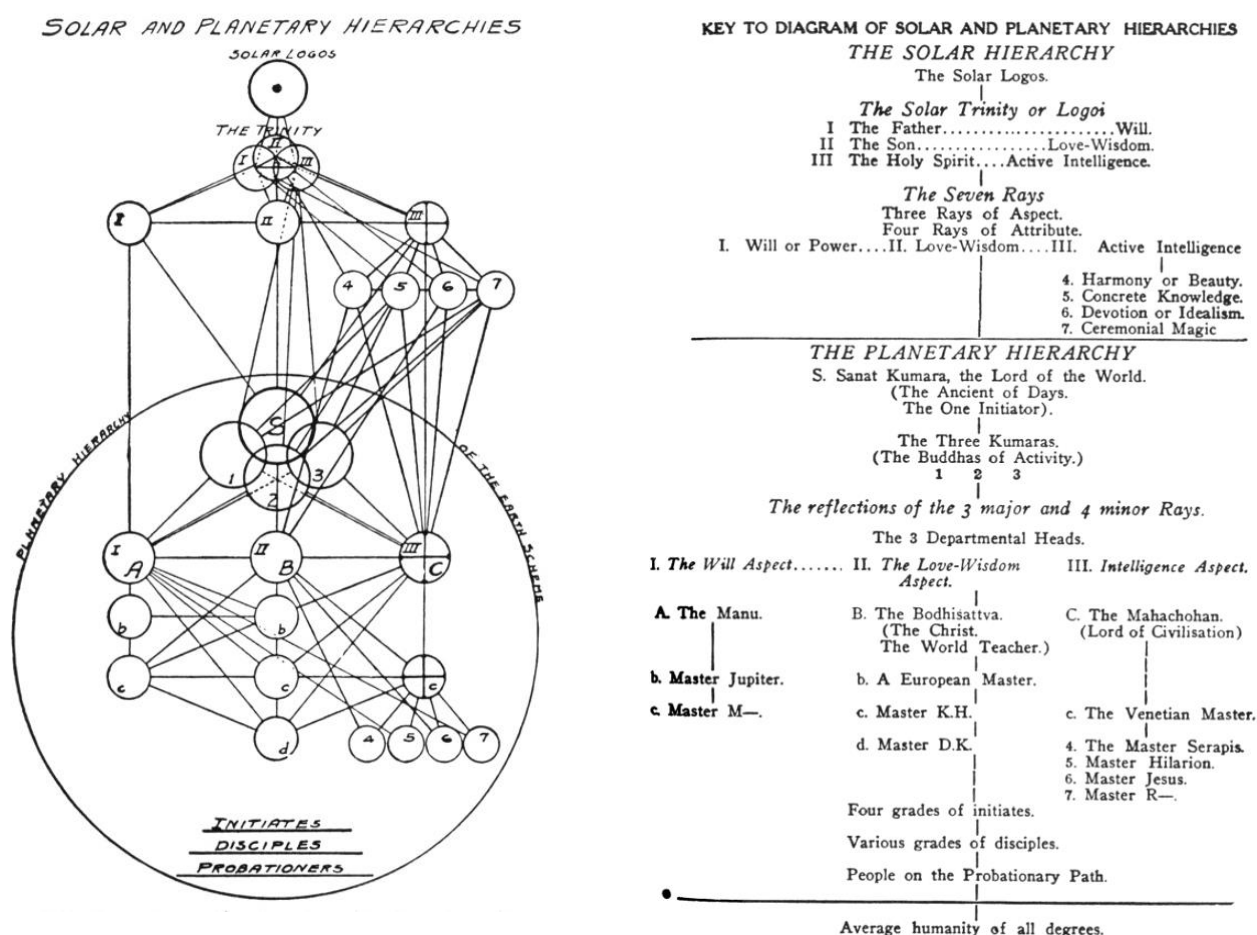 SOLAR AND PLANETARY HIERARCHIES
SOLAR LOGOS
THE TRINITY
I II III
I II III
4 5 6 7
PLANETARY HIERARCHY
OF THE EARTH SCHEME
S
1 2 3
I A II B III C
b b
c c c
d 4 5 6 7
INITIATES
DISCIPLES
PROBATIONERS
KEY TO DIAGRAM OF SOLAR AND PLANETARY HIERARCHIES
THE SOLAR HIERARCHY
The Solar Logos.
The Solar Trinity or Logoi
I The Father............................Will.
II The Son.................Love-Wisdom.
III The Holy Spirit....Active Intelligence.
The Seven Rays
Three Rays of Aspect.
Four Rays of Attribute.
I. Will or Power....II. Love-Wisdom....III. Active Intelligence
4. Harmony or Beauty.
5. Concrete Knowledge.
6. Devotion or Idealism.
7. Ceremonial Magic
THE PLANETARY HIERARCHY
S. Sanat Kumara, the Lord of the World.
(The Ancient of Days.
The One Initiator).
The Three Kumaras.
(The Buddhas of Activity.)
1 2 3
The reflections of the 3 major and 4 minor Rays.
The 3 Departmental Heads.
I. The Will Aspect....... II. The Love-Wisdom III. Intelligence Aspect.
Aspect.
A. The Manu. B. The Bodhisattva. C. The Mahachohan.
(The Christ. (Lord of Civilisation)
The World Teacher.)
b. Master Jupiter. b. A European Master.
c. Master M—. c. Master K.H. c. The Venetian Master.
d. Master D.K. 4. The Master Serapis.
5. Master Hilarion.
6. Master Jesus.
7. Master R—.
Four grades of initiates.
Various grades of disciples.
People on the Probationary Path.
Average humanity of all degrees.